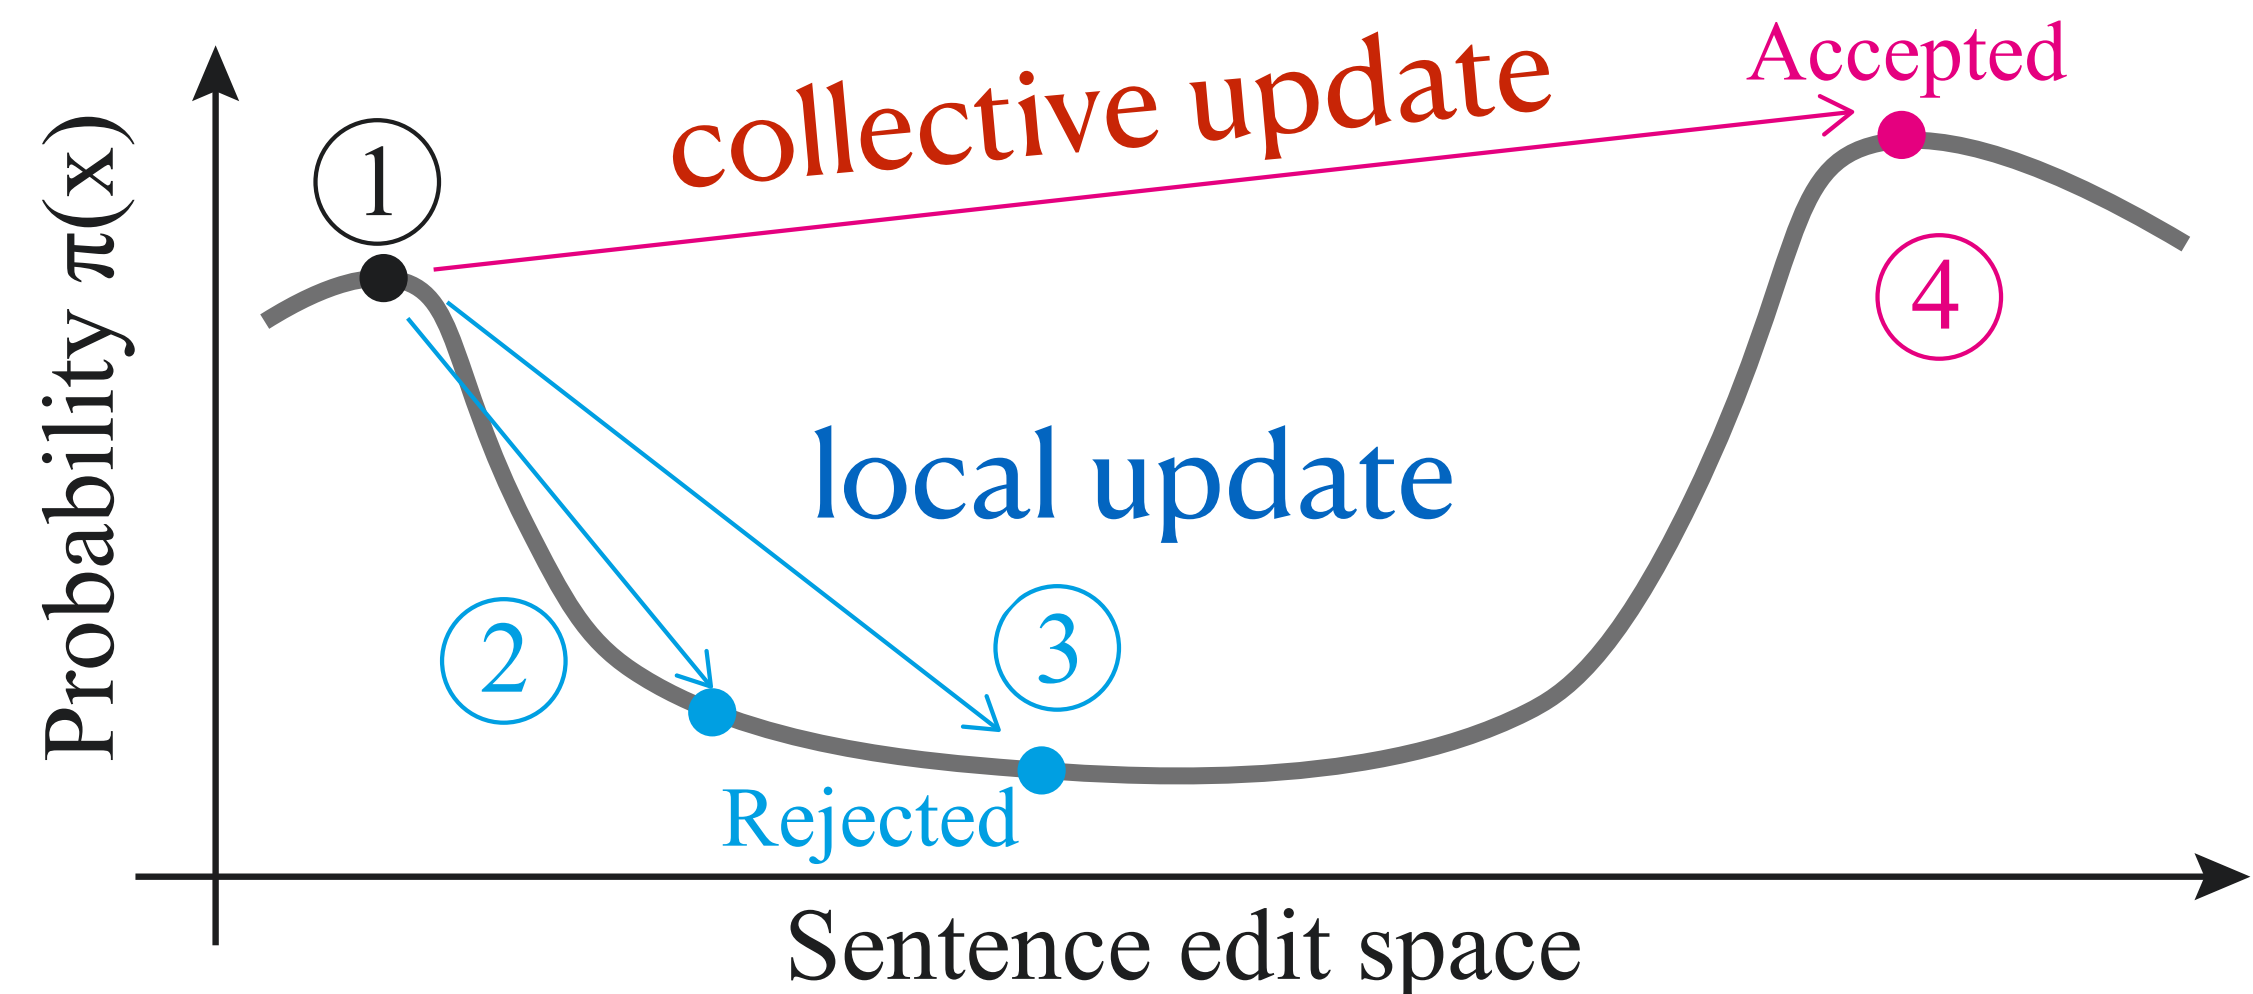 Accepted
collective update
1
Probability π(x)
4
local update
2
3
Rejected
Sentence edit space